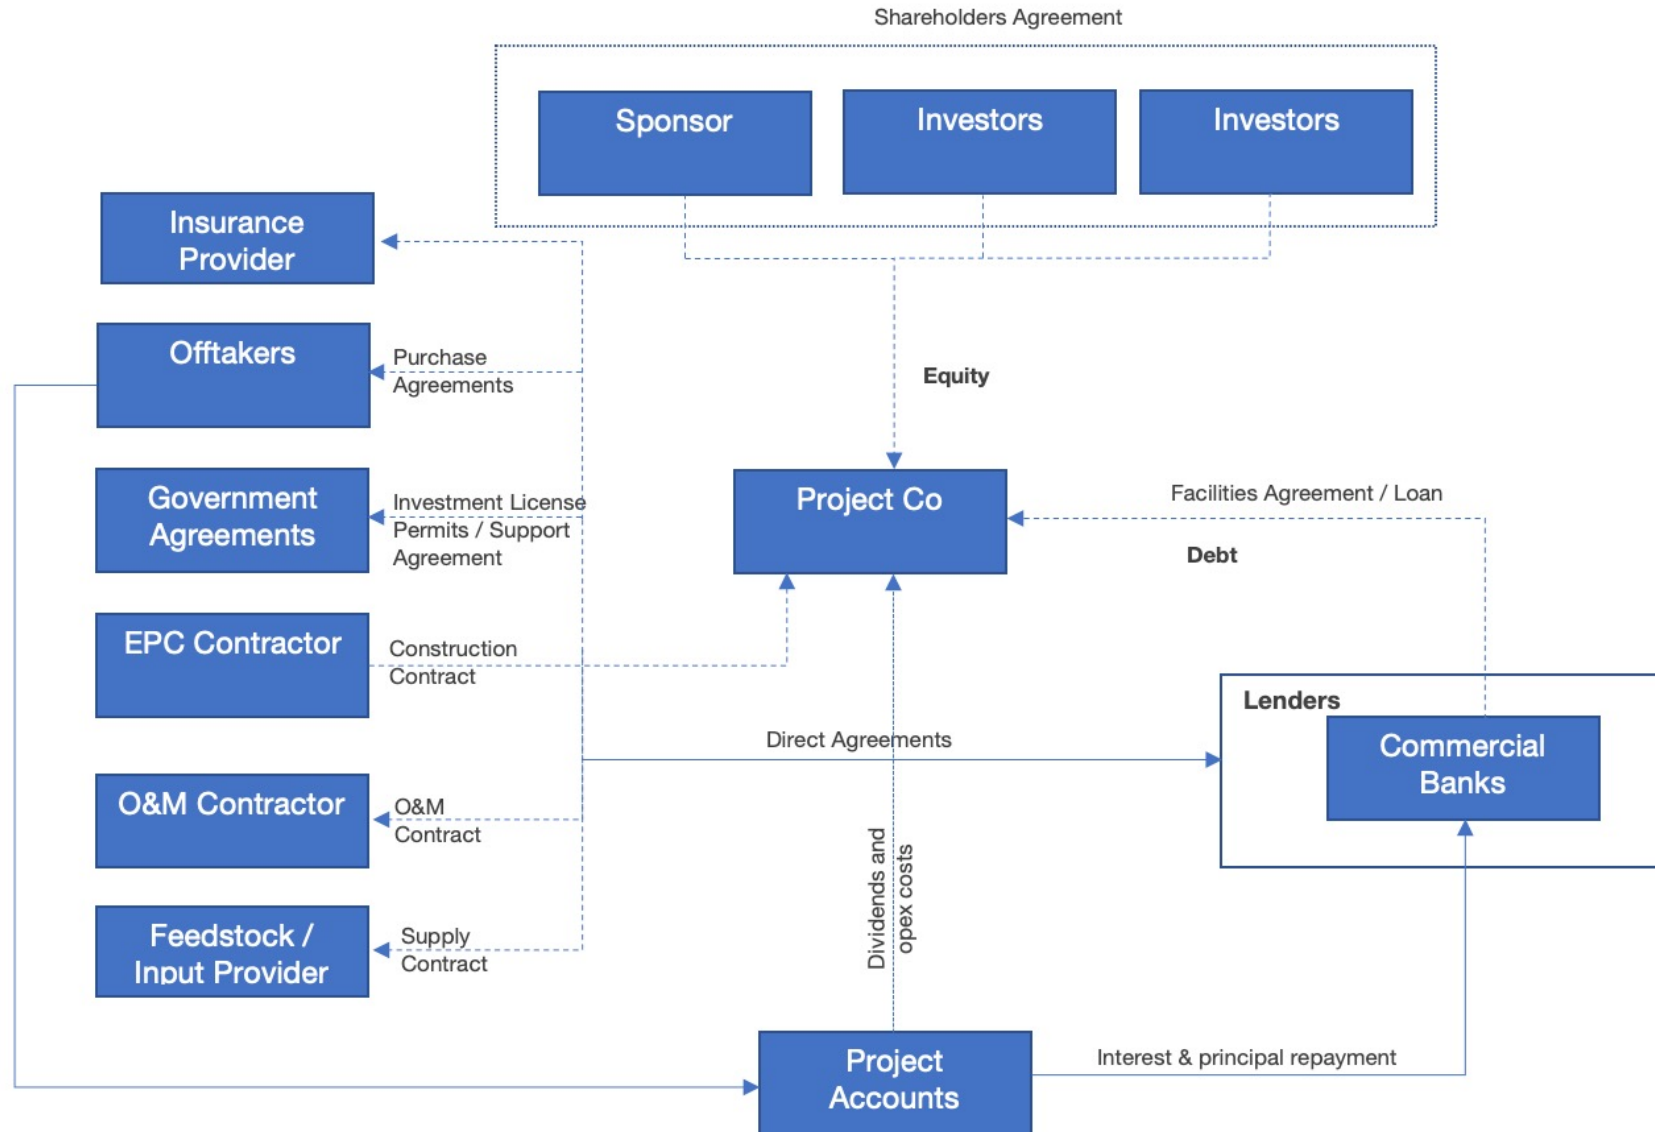 Shareholders Agreement
Sponsor
Investors
Investors
Insurance
Provider
Offtakers
Purchase
Agreements
Equity
Government
Agreements
Investment License
Permits / Support
Agreement
Project Co
Facilities Agreement / Loan
Debt
EPC Contractor
Construction
Contract
Lenders
Commercial
Banks
Direct Agreements
O&M Contractor
O&M
Contract
Dividends and
opex costs
Feedstock /
Input Provider
Supply
Contract
Project
Accounts
Interest & principal repayment